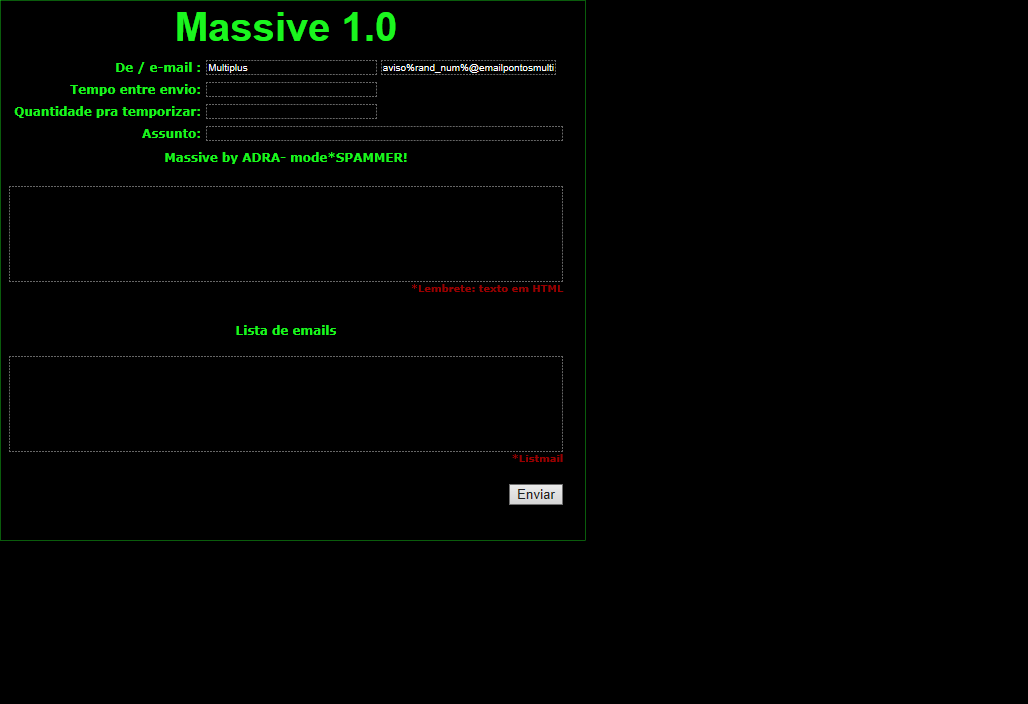 Massive 1.0
De / e-mail : Multiplus aviso%rand_num%@emailpontosmulti
Tempo entre envio:
Quantidade pra temporizar:
Assunto:
Massive by ADRA- mode*SPAMMER!
*Lembrete: texto em HTML
Lista de emails
*Listmail
Enviar